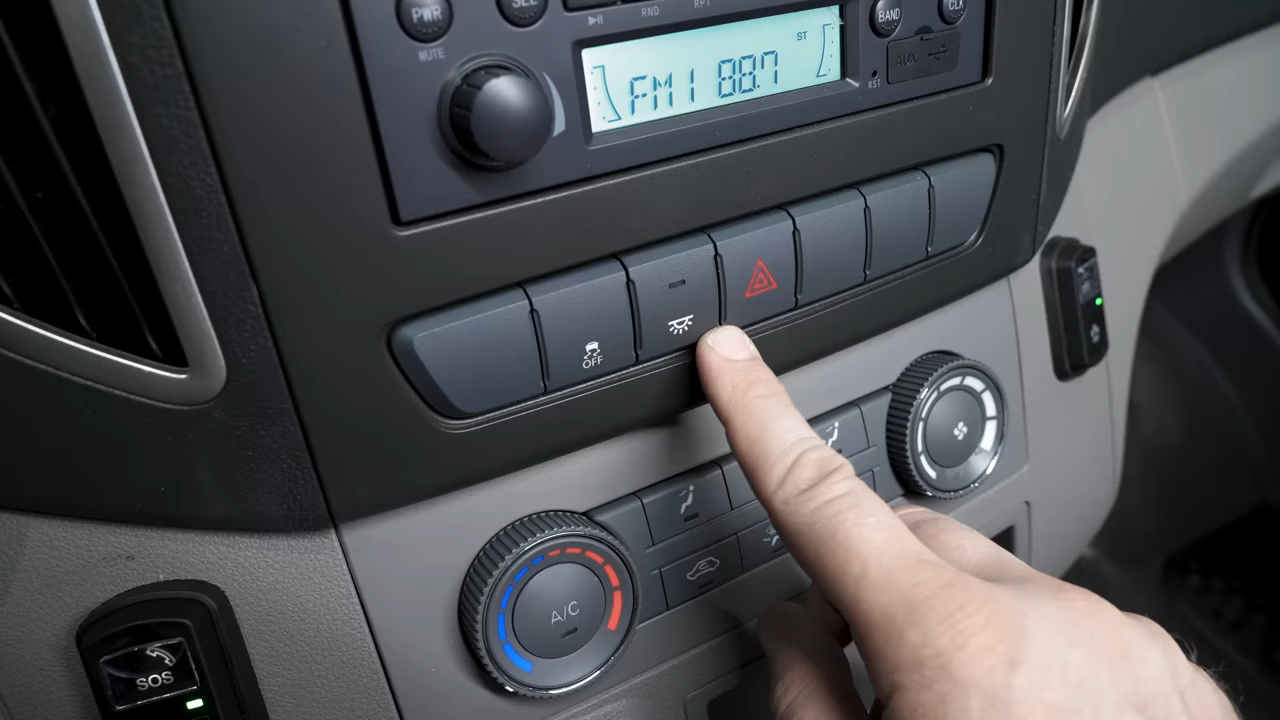 PWR
SEL
BAND
CLK
MUTE
RND
RPT
ST
FM1 88.7
AUX
RST
OFF
A/C
SOS